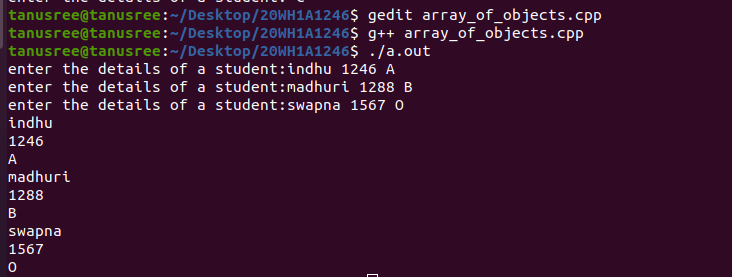 tanusree@tanusree:~/Desktop/20WH1A1246$ gedit array_of_objects.cpp
tanusree@tanusree:~/Desktop/20WH1A1246$ g++ array_of_objects.cpp
tanusree@tanusree:~/Desktop/20WH1A1246$ ./a.out
enter the details of a student:indhu 1246 A
enter the details of a student:madhuri 1288 B
enter the details of a student:swapna 1567 O
indhu
1246
A
madhuri
1288
B
swapna
1567
O